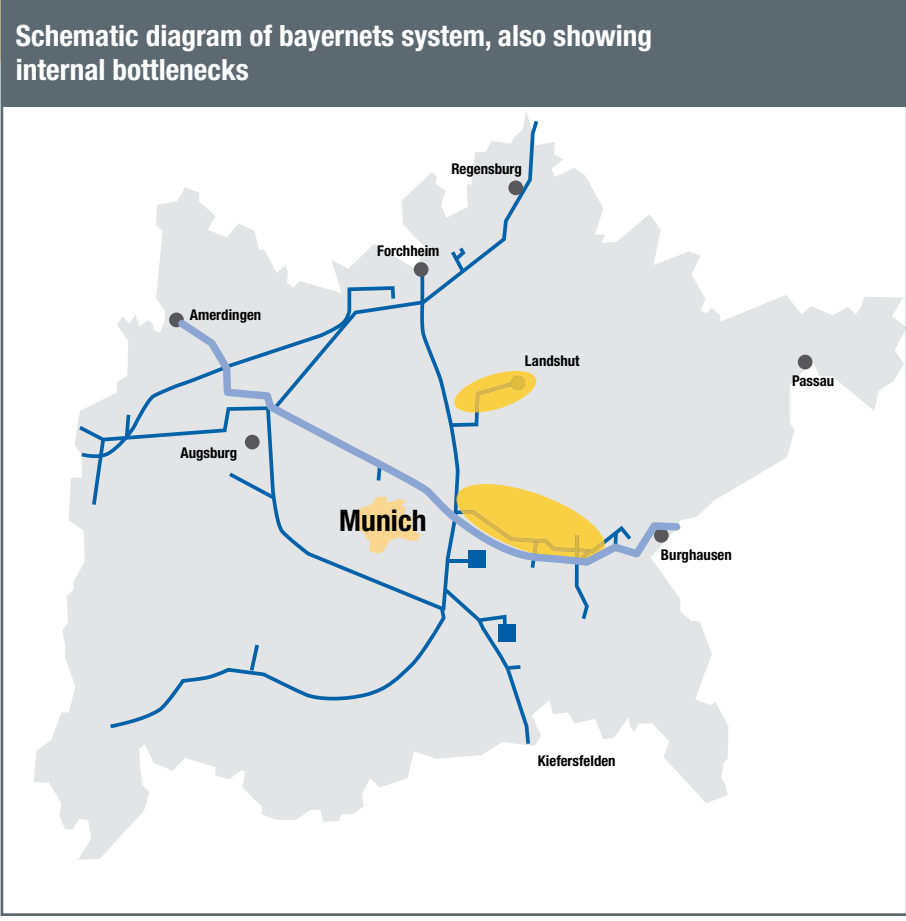 Schematic diagram of bayernets system, also showing
internal bottlenecks
Regensburg
Forchheim
Amerdingen
Landshut
Passau
Augsburg
Munich
Burghausen
Kiefersfelden